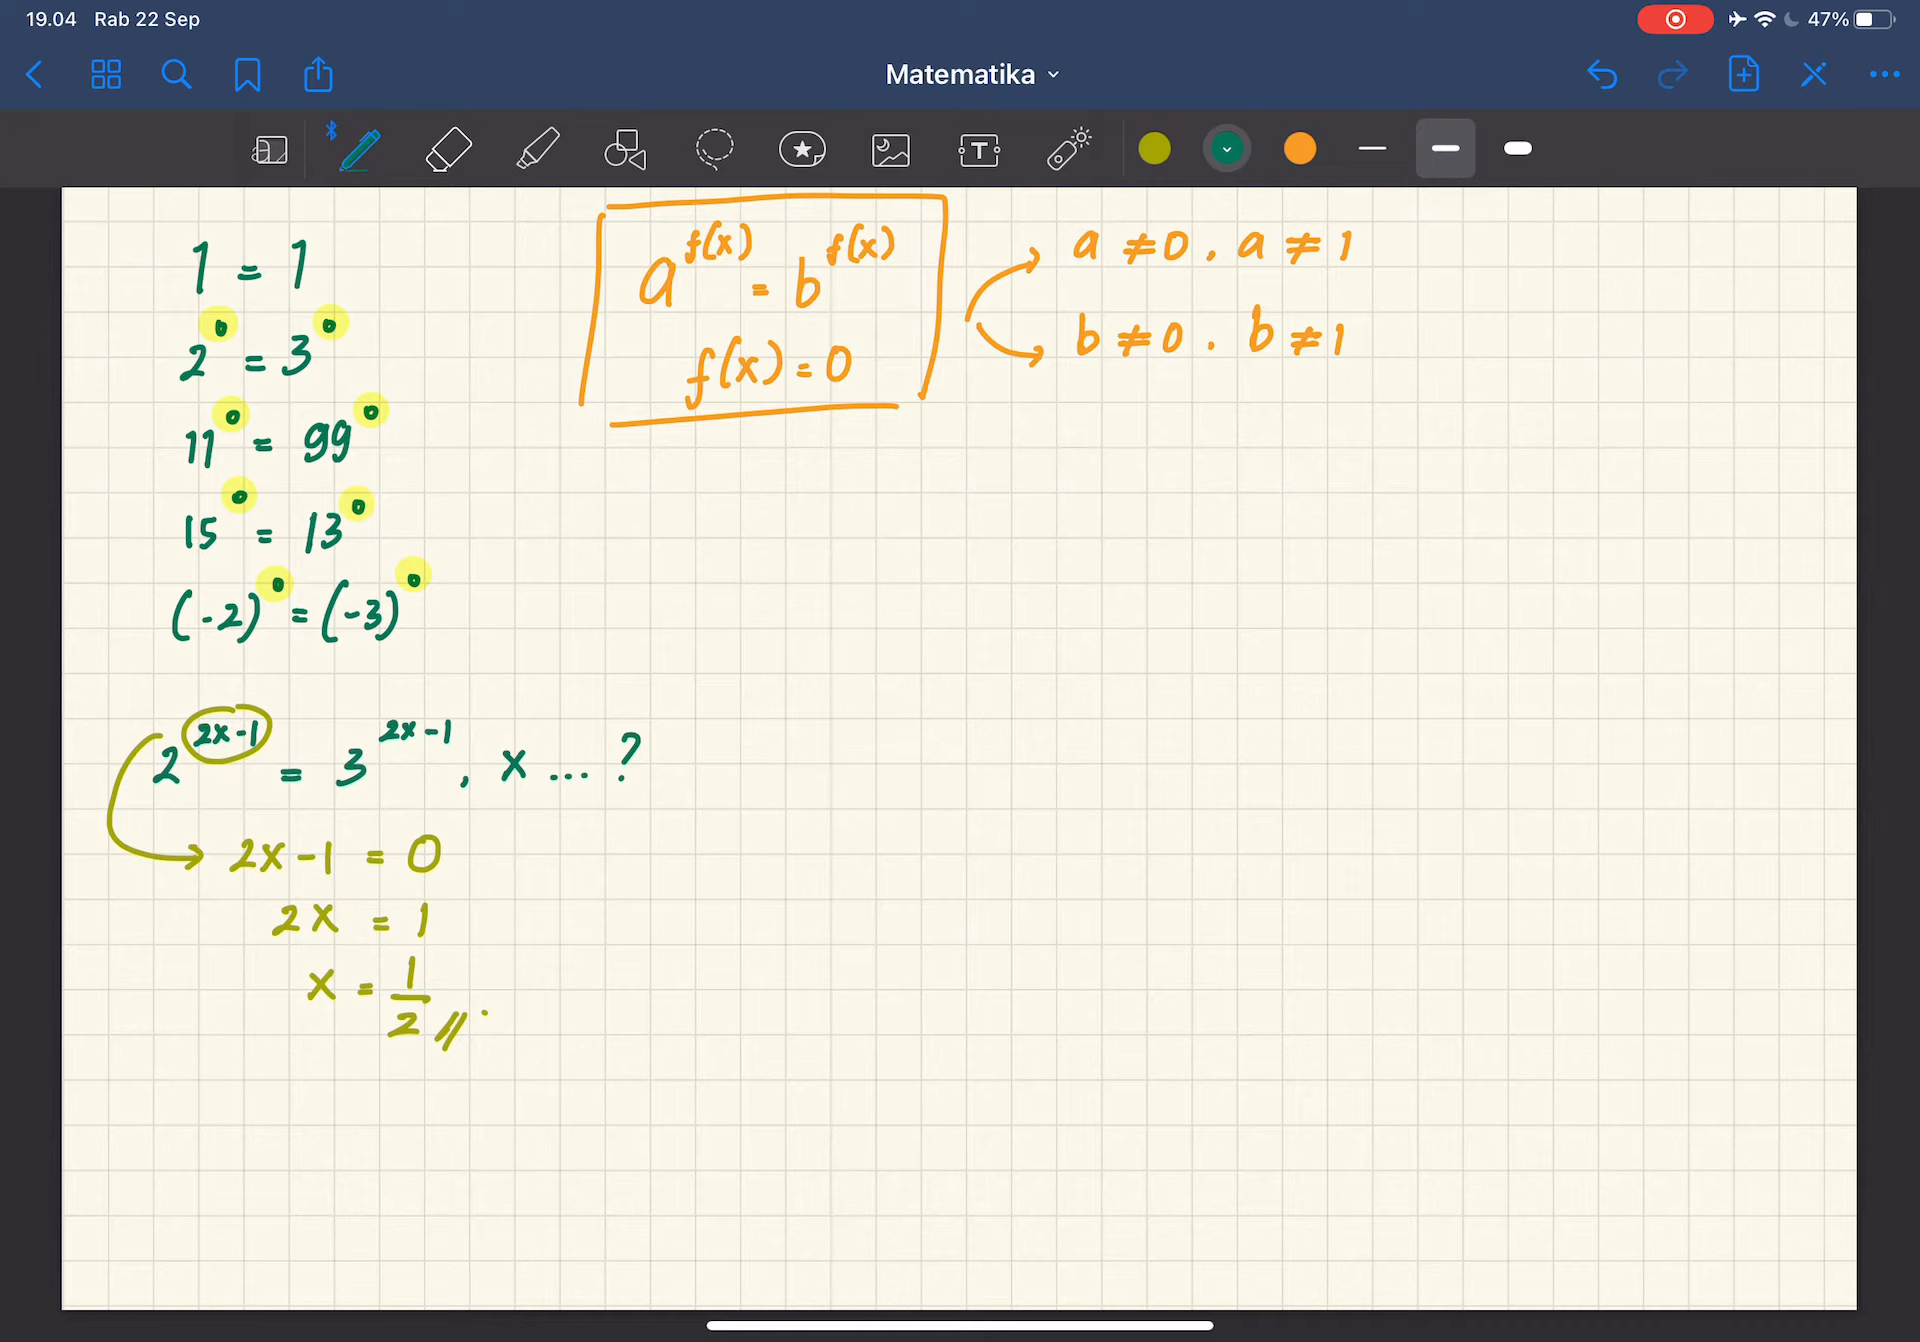 19.04 Rab 22 Sep 47%
Matematika
T
1 = 1
2⁰ = 3⁰
11⁰ = 99⁰
15⁰ = 13⁰
(-2)⁰ = (-3)⁰
a^f(x) = b^f(x)
f(x) = 0
a ≠ 0 , a ≠ 1
b ≠ 0 . b ≠ 1
2^(2x-1) = 3^(2x-1) , x ... ?
2x - 1 = 0
2x = 1
x = 1/2 //